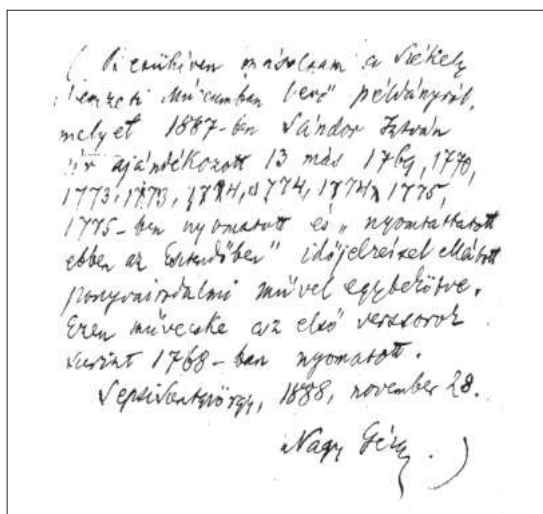 ( Betűhíven másoltam a Székely
Nemzeti Múzeumban levő példányról,
melyet 1887-ben Sándor István
úr ajándékozott 13 más 1769, 1770,
1773, 1773, 1774, 1774, 1774, 1775,
1775-ben nyomatott és „nyomtattatott
ebben az Esztendőben" időjelzéssel ellátott
ponyvairodalmi művel egybekötve.
Ezen művecske az első verssorok
szerint 1768-ban nyomatott.
Sepsiszentgyörgy, 1888, november 28.
Nagy Géza. )